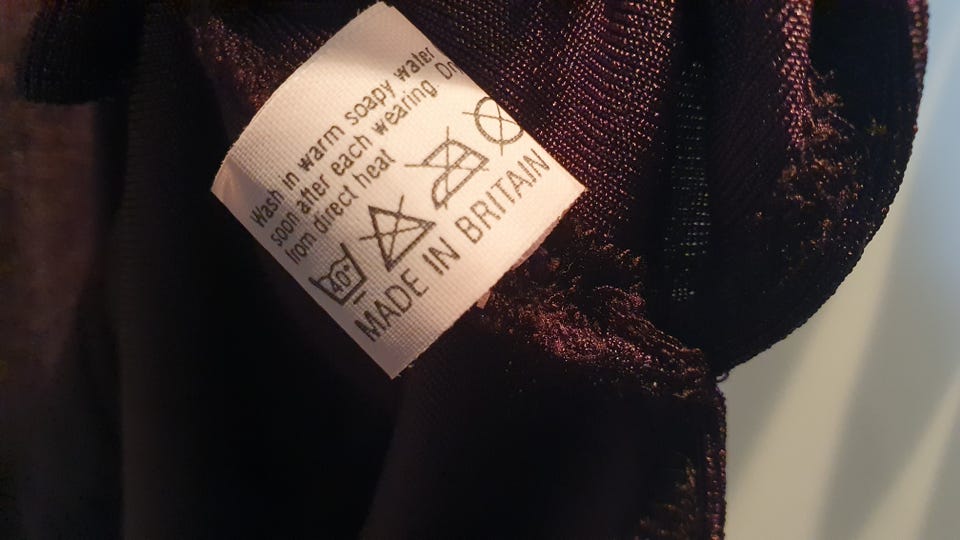 Wash in warm soapy water
soon after each wearing. Dry
from direct heat
40°
MADE IN BRITAIN